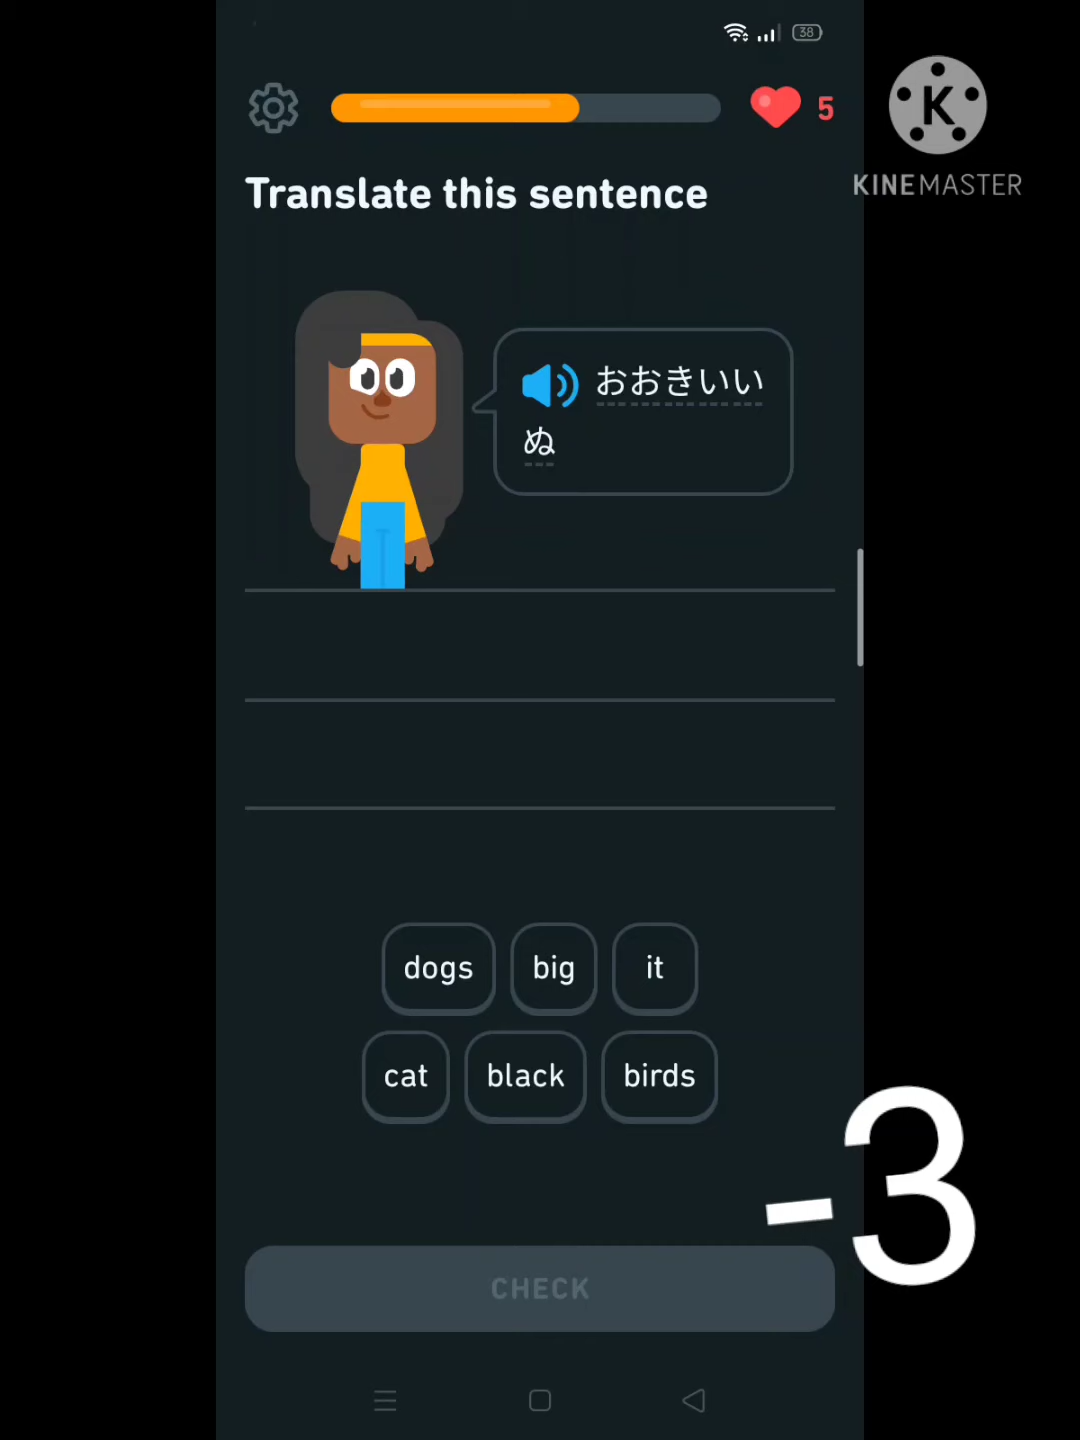 38
5
K
KINEMASTER
Translate this sentence
おおきいい
ぬ
dogs big it
cat black birds
-3
CHECK